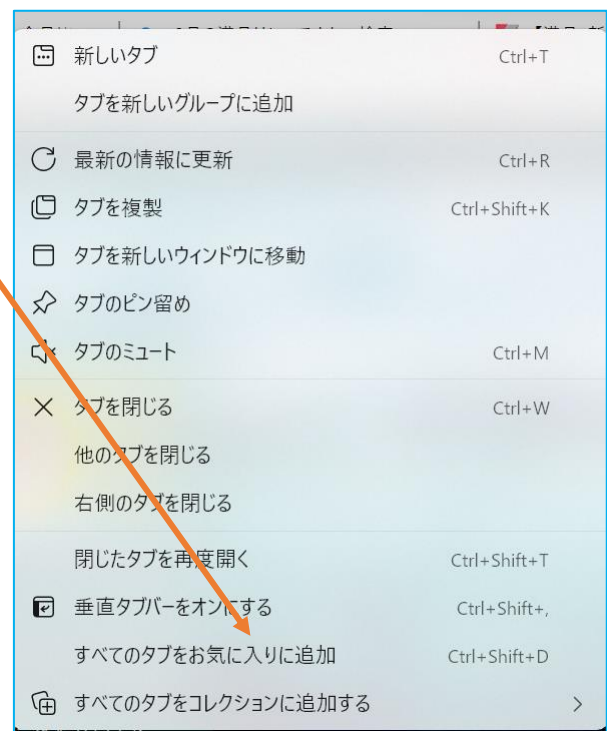 新しいタブ Ctrl+T
タブを新しいグループに追加
最新の情報に更新 Ctrl+R
タブを複製 Ctrl+Shift+K
タブを新しいウィンドウに移動
タブのピン留め
タブのミュート Ctrl+M
タブを閉じる Ctrl+W
他のタブを閉じる
右側のタブを閉じる
閉じたタブを再度開く Ctrl+Shift+T
垂直タブバーをオンにする Ctrl+Shift+,
すべてのタブをお気に入りに追加 Ctrl+Shift+D
すべてのタブをコレクションに追加する